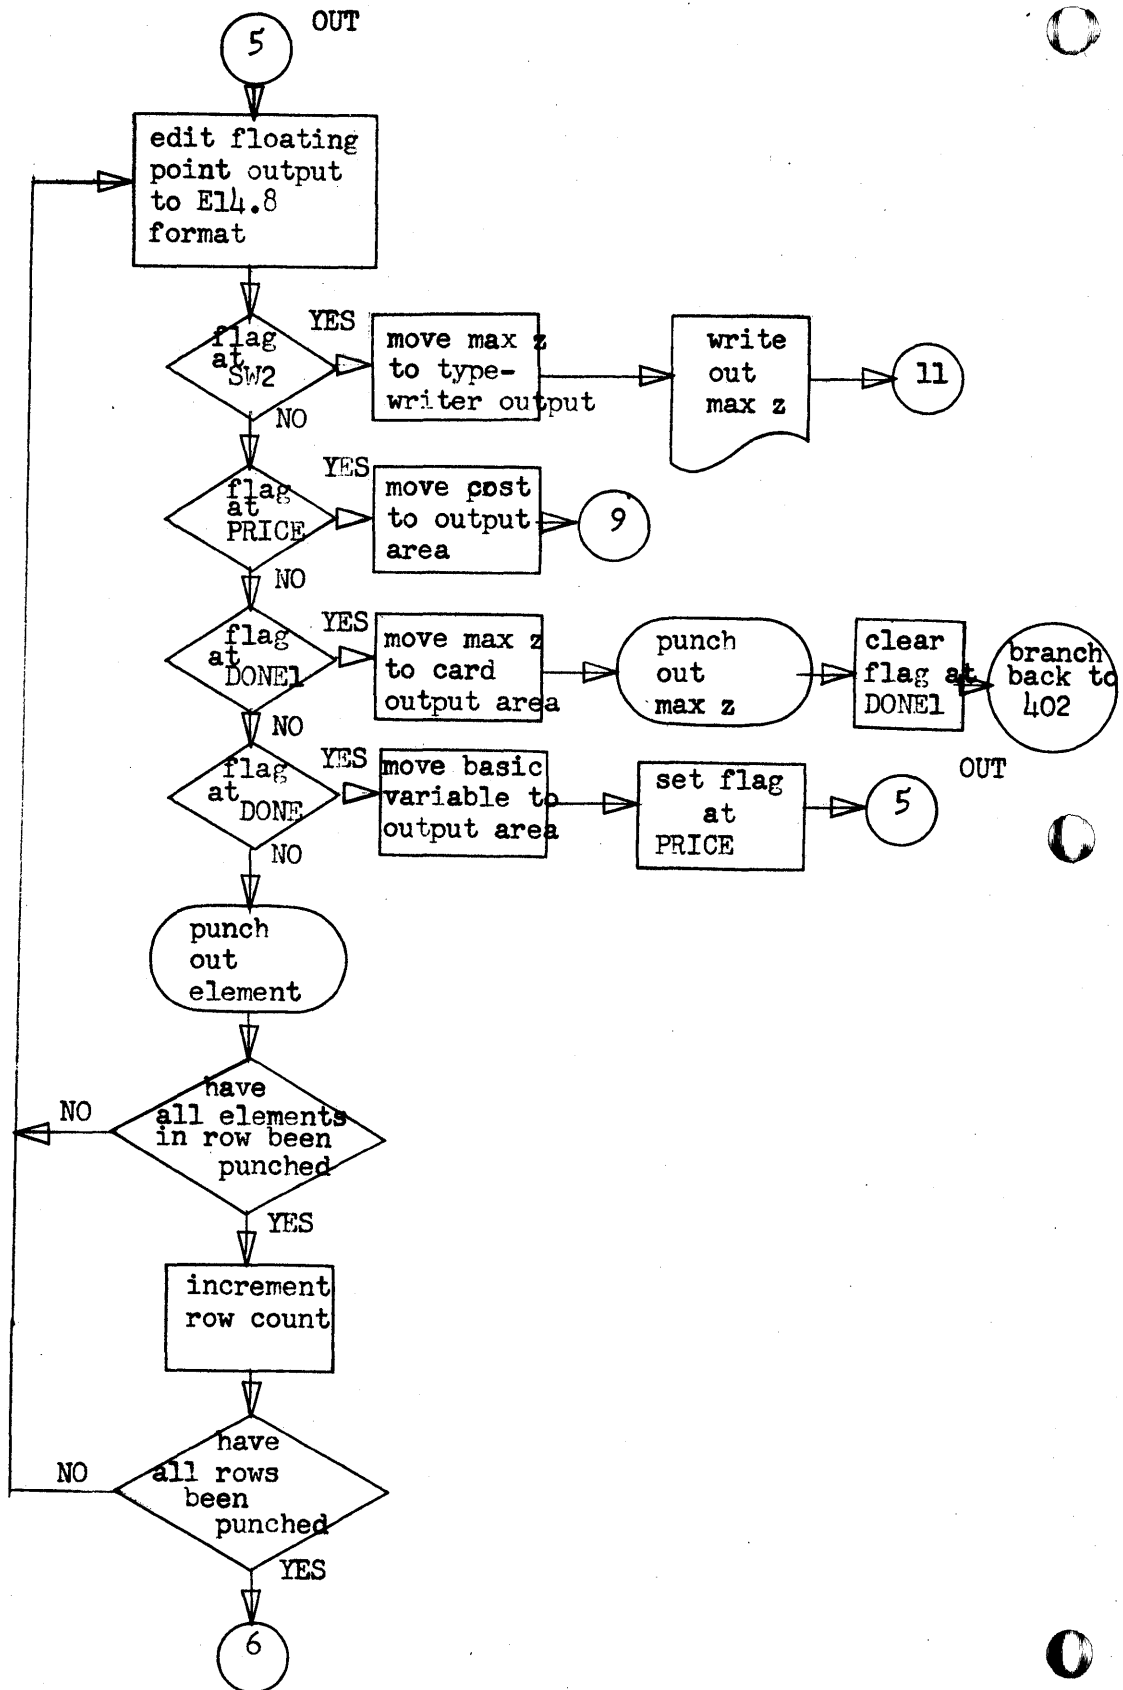 5
OUT
edit floating
point output
to E14.8
format
flag
at
SW2
YES
NO
move max z
to type-
writer output
write
out
max z
11
flag
at
PRICE
YES
NO
move cost
to output
area
9
flag
at
DONE1
YES
NO
move max z
to card
output area
punch
out
max z
clear
flag at
DONE1
branch
back to
402
flag
at
DONE
YES
NO
move basic
variable to
output area
set flag
at
PRICE
OUT
5
punch
out
element
have
all elements
in row been
punched
NO
YES
increment
row count
have
all rows
been
punched
NO
YES
6